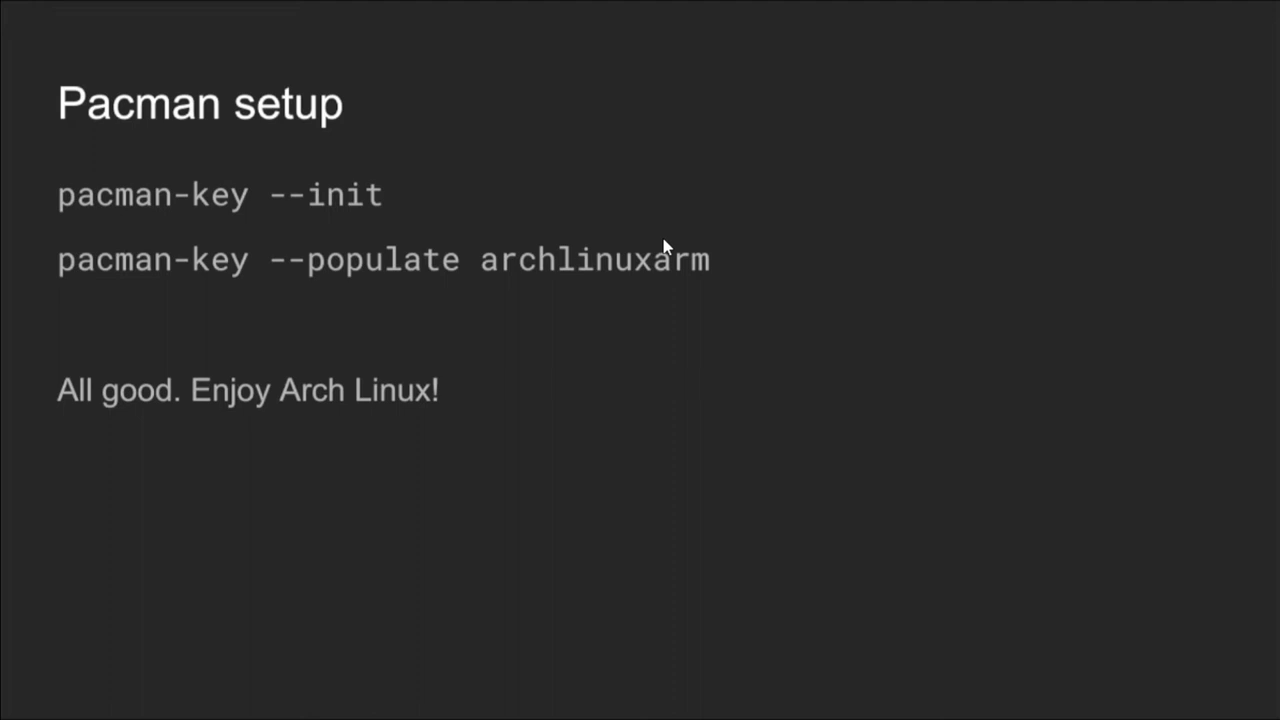 Pacman setup
pacman-key --init
pacman-key --populate archlinuxarm
All good. Enjoy Arch Linux!